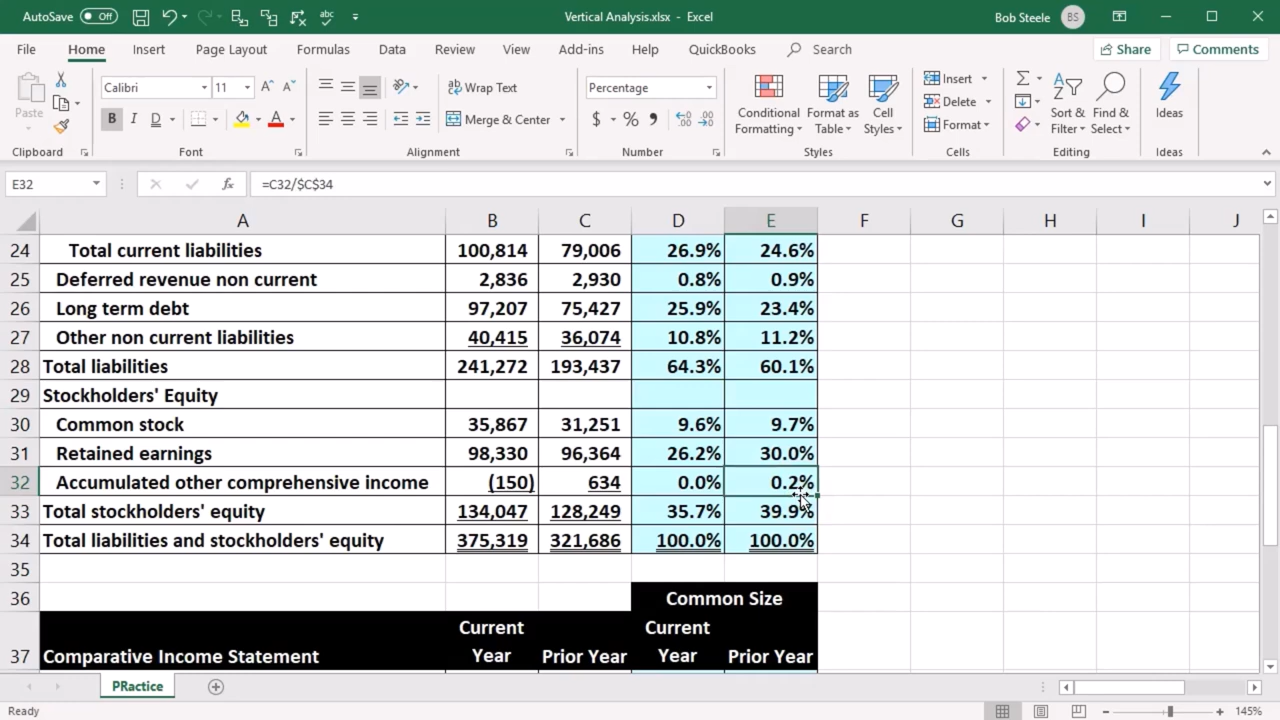 AutoSave Off abc Vertical Analysis.xlsx - Excel Bob Steele BS
File Home Insert Page Layout Formulas Data Review View Add-ins Help QuickBooks Search Share Comments
Paste Calibri 11 A A Wrap Text Percentage Conditional Formatting Format as Table Cell Styles Insert Σ Sort & Filter Find & Select Ideas
B I D A Merge & Center $ % , Delete
Format
Clipboard Font Alignment Number Styles Cells Editing Ideas
E32 fx =C32/$C$34
A B C D E F G H I J
24 Total current liabilities 100,814 79,006 26.9% 24.6%
25 Deferred revenue non current 2,836 2,930 0.8% 0.9%
26 Long term debt 97,207 75,427 25.9% 23.4%
27 Other non current liabilities 40,415 36,074 10.8% 11.2%
28 Total liabilities 241,272 193,437 64.3% 60.1%
29 Stockholders' Equity
30 Common stock 35,867 31,251 9.6% 9.7%
31 Retained earnings 98,330 96,364 26.2% 30.0%
32 Accumulated other comprehensive income (150) 634 0.0% 0.2%
33 Total stockholders' equity 134,047 128,249 35.7% 39.9%
34 Total liabilities and stockholders' equity 375,319 321,686 100.0% 100.0%
35
36 Common Size
Current Current
37 Comparative Income Statement Year Prior Year Year Prior Year
PRactice
Ready 145%